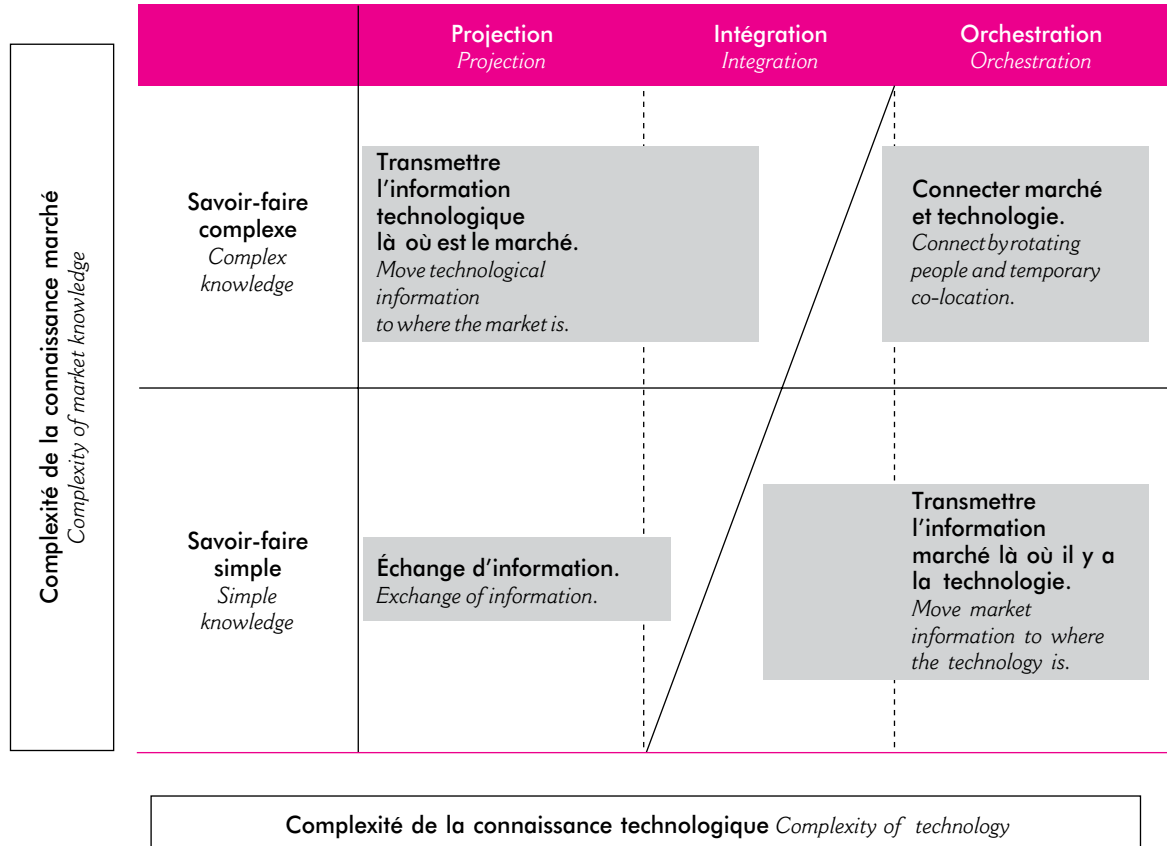 Projection
Projection
Intégration
Integration
Orchestration
Orchestration
Complexité de la connaissance marché
Complexity of market knowledge
Savoir-faire
complexe
Complex
knowledge
Transmettre
l'information
technologique
là où est le marché.
Move technological
information
to where the market is.
Connecter marché
et technologie.
Connect by rotating
people and temporary
co-location.
Savoir-faire
simple
Simple
knowledge
Échange d'information.
Exchange of information.
Transmettre
l'information
marché là où il y a
la technologie.
Move market
information to where
the technology is.
Complexité de la connaissance technologique Complexity of technology